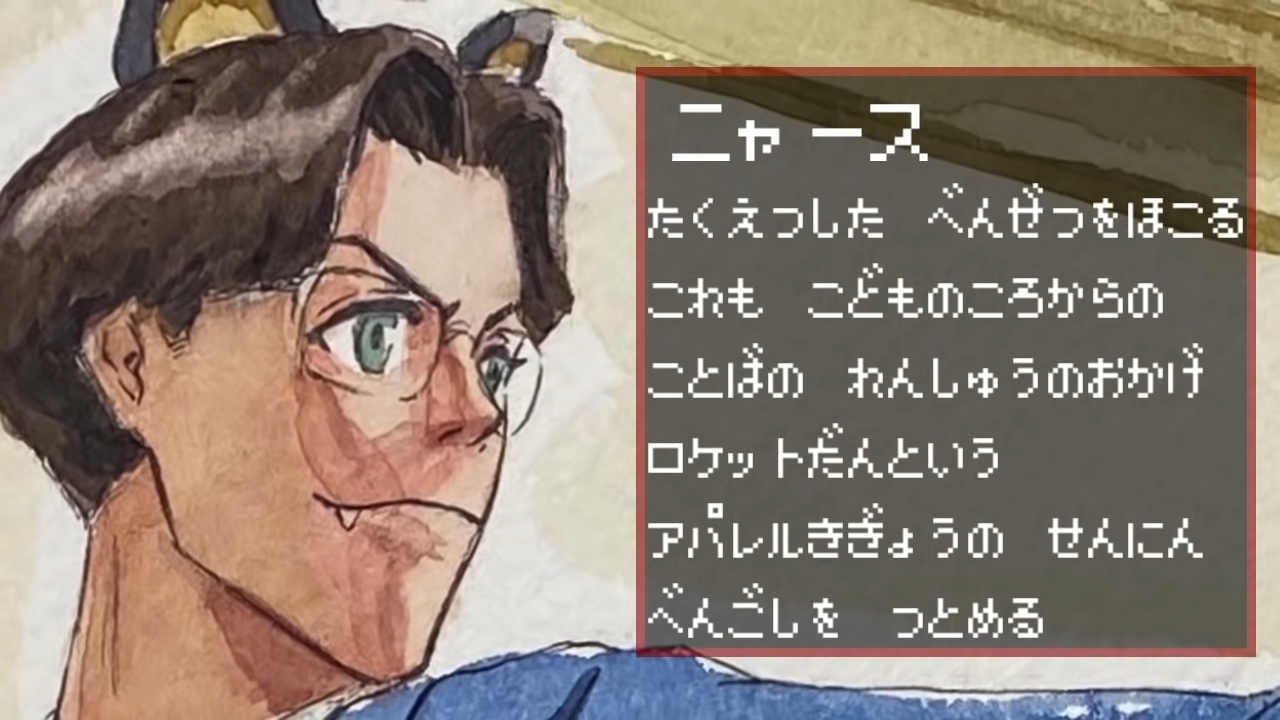 ニャース
たくえつした べんぜつをほこる
これも こどものころからの
ことばの れんしゅうのおかげ
ロケットだんという
アパレルきぎょうの せんにん
べんごしを つとめる